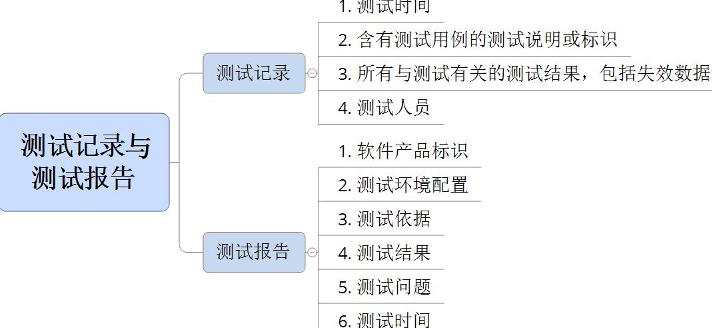 测试记录与
测试报告
测试记录
1. 测试时间
2. 含有测试用例的测试说明或标识
3. 所有与测试有关的测试结果，包括失效数据
4. 测试人员
测试报告
1. 软件产品标识
2. 测试环境配置
3. 测试依据
4. 测试结果
5. 测试问题
6. 测试时间